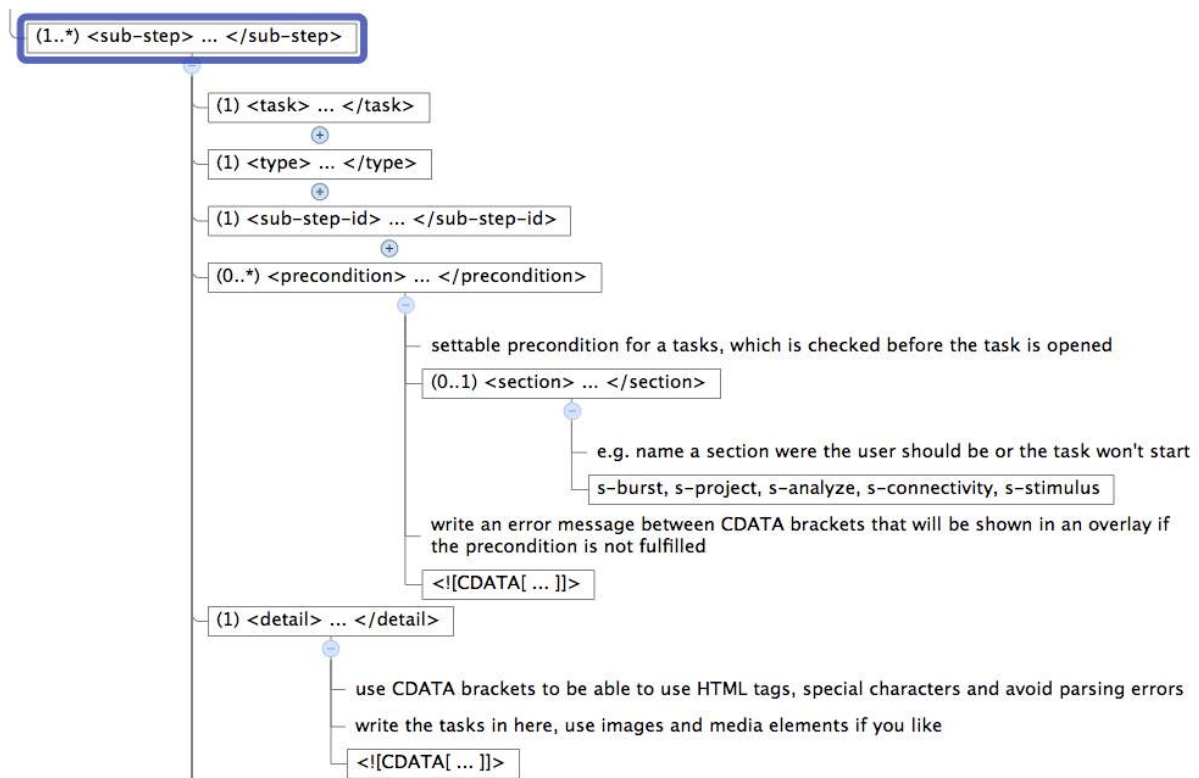 (1..*) <sub-step> ... </sub-step>
(1) <task> ... </task>
(1) <type> ... </type>
(1) <sub-step-id> ... </sub-step-id>
(0..*) <precondition> ... </precondition>
settable precondition for a tasks, which is checked before the task is opened
(0..1) <section> ... </section>
e.g. name a section were the user should be or the task won't start
s-burst, s-project, s-analyze, s-connectivity, s-stimulus
write an error message between CDATA brackets that will be shown in an overlay if
the precondition is not fulfilled
<![CDATA[ ... ]]>
(1) <detail> ... </detail>
use CDATA brackets to be able to use HTML tags, special characters and avoid parsing errors
write the tasks in here, use images and media elements if you like
<![CDATA[ ... ]]>